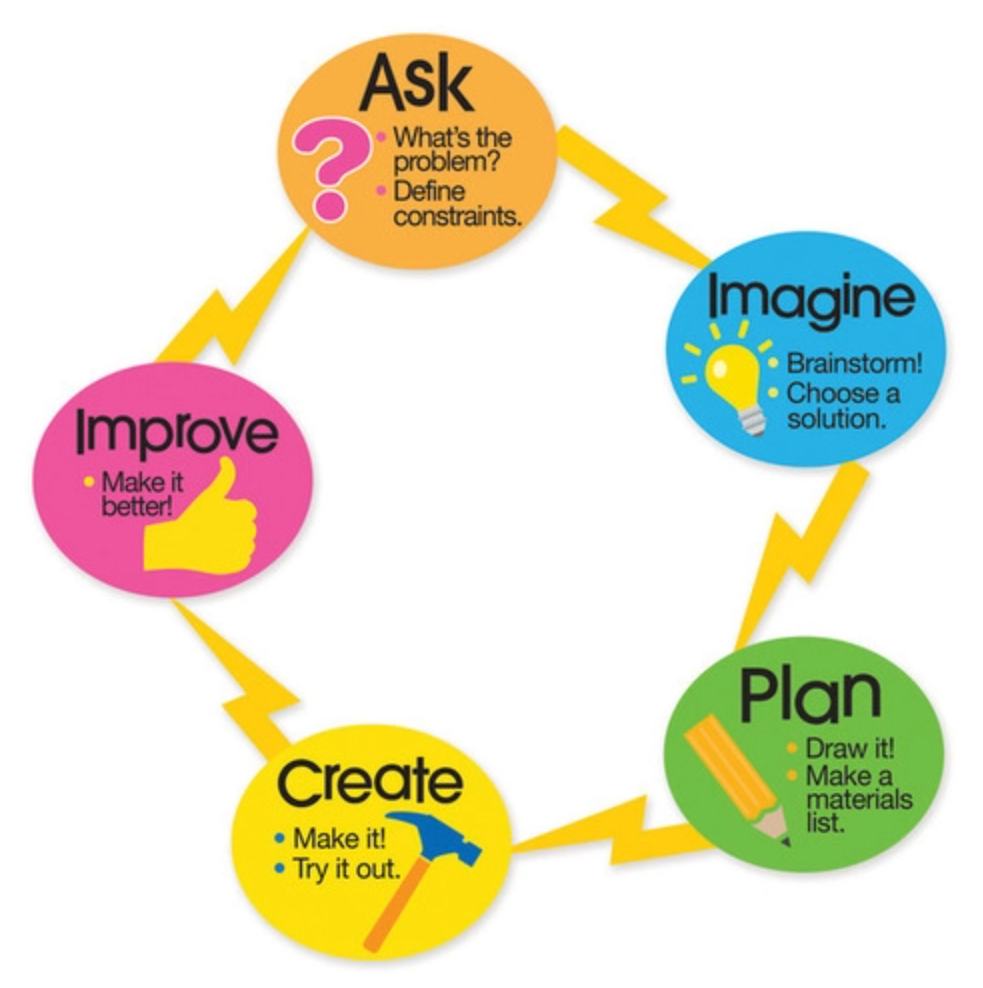 Ask
• What's the
problem?
• Define
constraints.
Imagine
• Brainstorm!
• Choose a
solution.
Plan
• Draw it!
• Make a
materials
list.
Create
• Make it!
• Try it out.
Improve
• Make it
better!